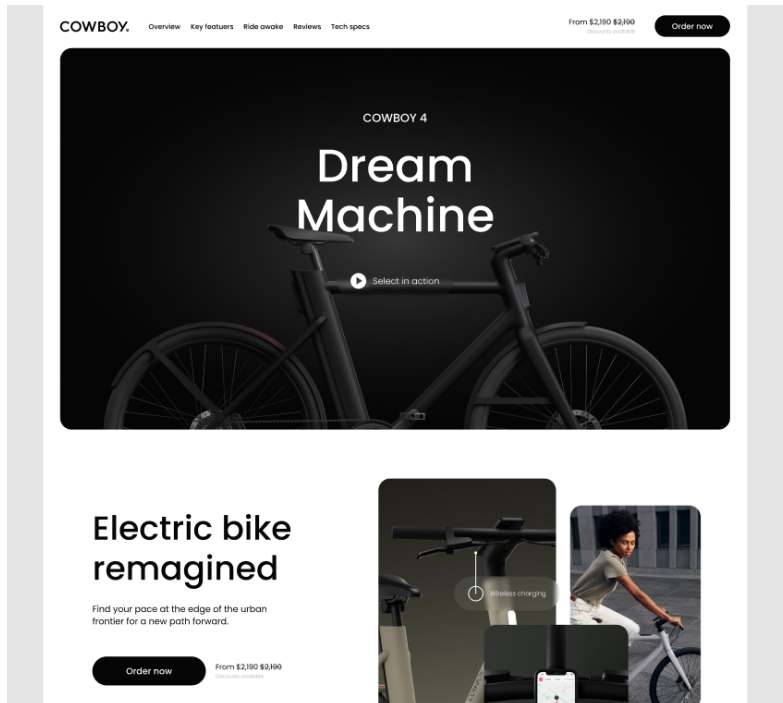 COWBOY.
Overview Key featuers Ride awake Reviews Tech specs
From $2,190 $2,190
Discounts available
Order now
COWBOY 4
Dream
Machine
Select in action
Electric bike
remagined
Find your pace at the edge of the urban
frontier for a new path forward.
Order now
From $2,190 $2,190
Discounts available
Wireless charging